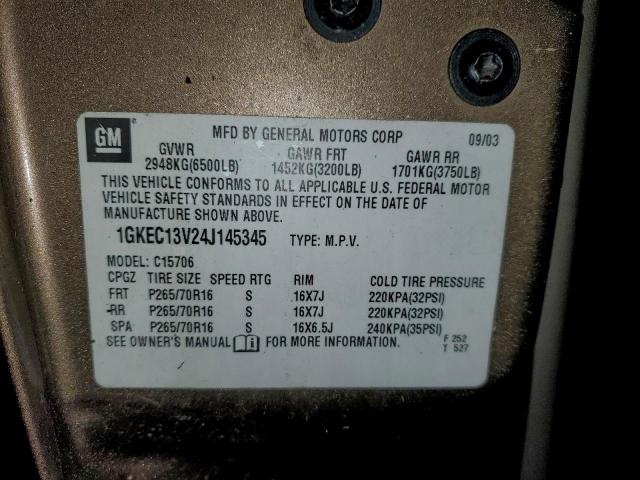 GM MFD BY GENERAL MOTORS CORP 09/03
GVWR GAWR FRT GAWR RR
2948KG(6500LB) 1452KG(3200LB) 1701KG(3750LB)
THIS VEHICLE CONFORMS TO ALL APPLICABLE U.S. FEDERAL MOTOR
VEHICLE SAFETY STANDARDS IN EFFECT ON THE DATE OF
MANUFACTURE SHOWN ABOVE.
1GKEC13V24J145345 TYPE: M.P.V.
MODEL: C15706
CPGZ TIRE SIZE SPEED RTG RIM COLD TIRE PRESSURE
FRT P265/70R16 S 16X7J 220KPA(32PSI)
RR P265/70R16 S 16X7J 220KPA(32PSI)
SPA P265/70R16 S 16X6.5J 240KPA(35PSI)
SEE OWNER'S MANUAL FOR MORE INFORMATION.
F 252
T 527